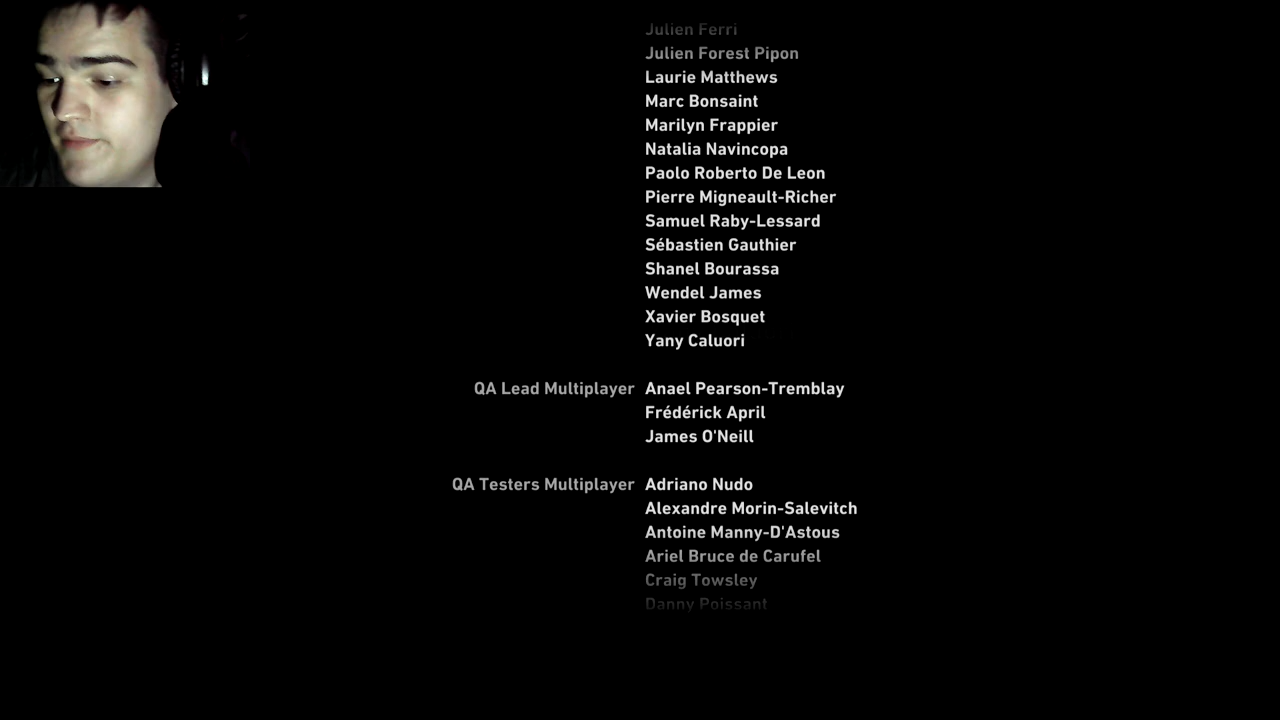 Julien Ferri
Julien Forest Pipon
Laurie Matthews
Marc Bonsaint
Marilyn Frappier
Natalia Navincopa
Paolo Roberto De Leon
Pierre Migneault-Richer
Samuel Raby-Lessard
Sébastien Gauthier
Shanel Bourassa
Wendel James
Xavier Bosquet
Yany Caluori
QA Lead Multiplayer Anael Pearson-Tremblay
Frédérick April
James O'Neill
QA Testers Multiplayer Adriano Nudo
Alexandre Morin-Salevitch
Antoine Manny-D'Astous
Ariel Bruce de Carufel
Craig Towsley
Danny Poissant